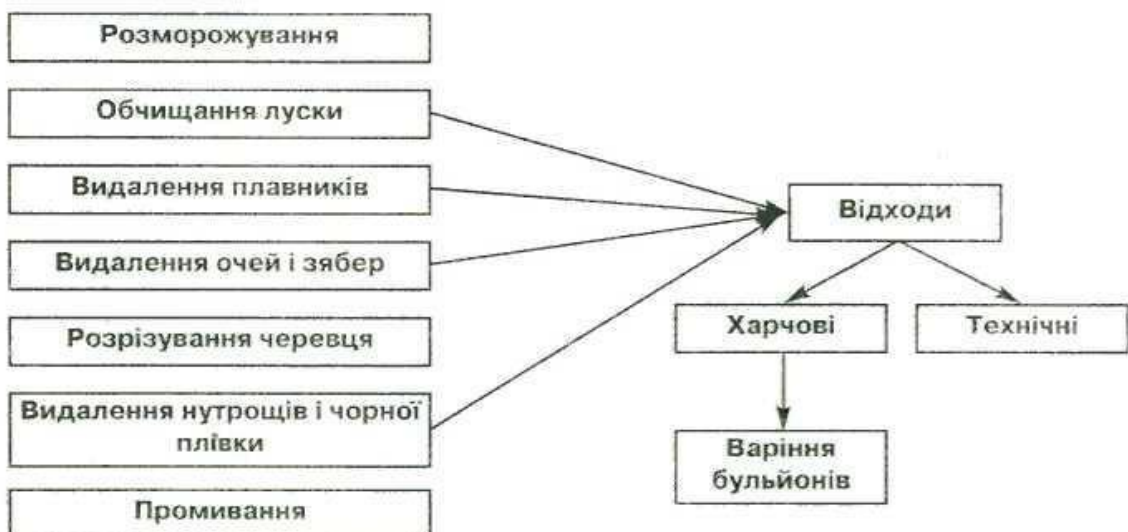 Розморожування
Обчищання луски
Видалення плавників
Видалення очей і зябер
Розрізування черевця
Видалення нутрощів і чорної
плівки
Промивання
Відходи
Харчові
Технічні
Варіння
бульйонів